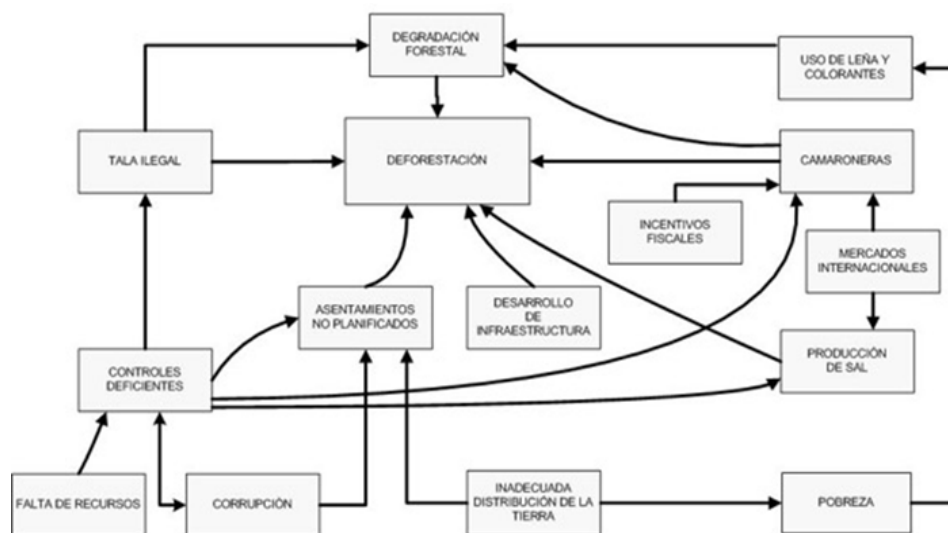 DEGRADACIÓN
FORESTAL
USO DE LEÑA Y
COLORANTES
TALA ILEGAL
DEFORESTACIÓN
CAMARONERAS
INCENTIVOS
FISCALES
MERCADOS
INTERNACIONALES
ASENTAMIENTOS
NO PLANIFICADOS
DESARROLLO
DE
INFRAESTRUCTURA
CONTROLES
DEFICIENTES
PRODUCCIÓN
DE SAL
FALTA DE RECURSOS
CORRUPCIÓN
INADECUADA
DISTRIBUCIÓN DE LA
TIERRA
POBREZA